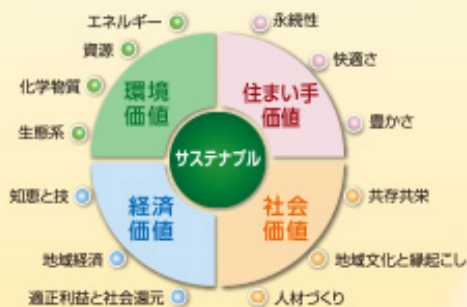 エネルギー
資源
化学物質
生態系
環境
価値
永続性
快適さ
豊かさ
住まい手
価値
サステナブル
知恵と技
地域経済
適正利益と社会還元
経済
価値
共存共栄
地域文化と縁起こし
人材づくり
社会
価値